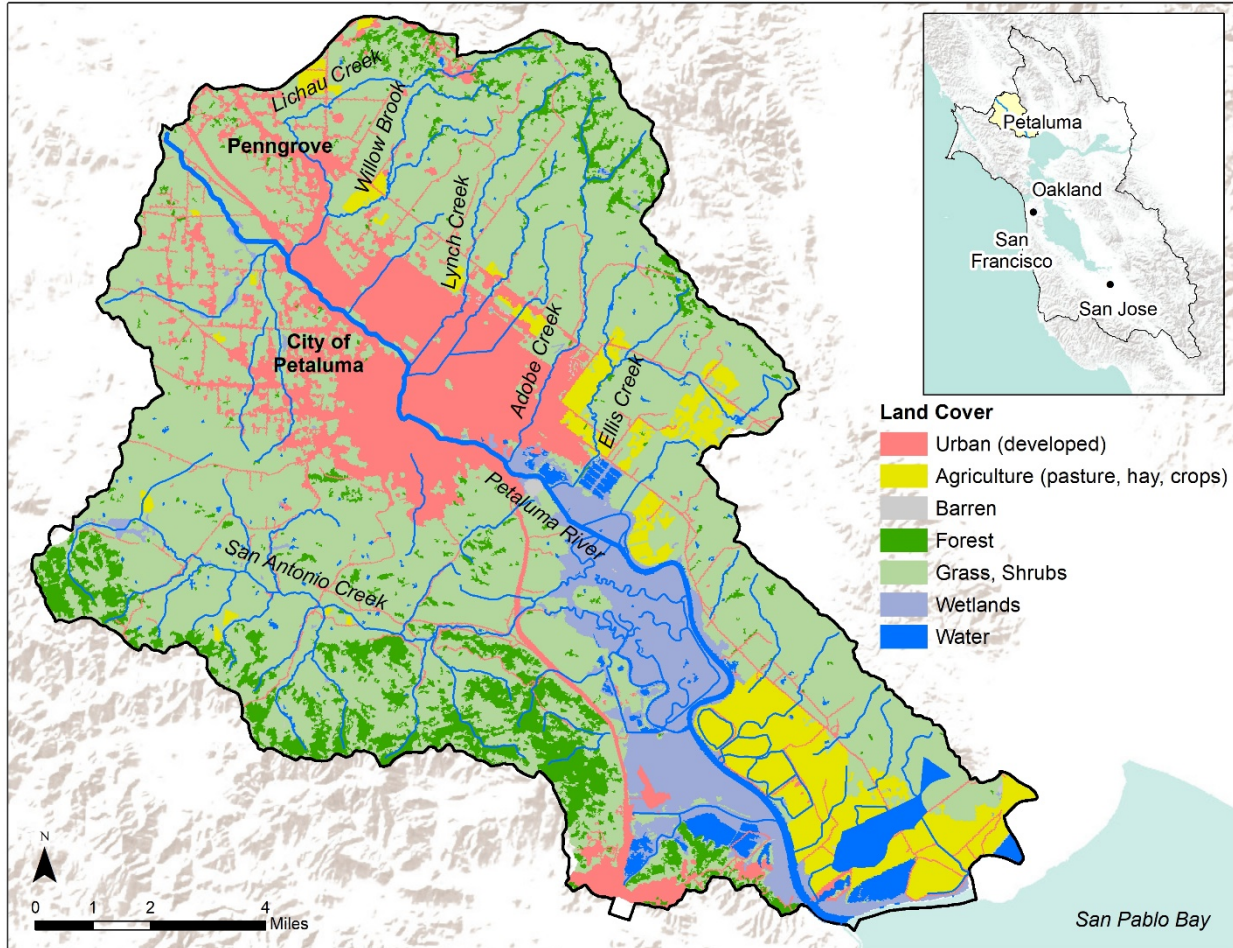 Lichau Creek
Penngrove
Willow Brook
Lynch Creek
City of
Petaluma
Adobe Creek
Ellis Creek
Petaluma River
San Antonio Creek
Petaluma
Oakland
San
Francisco
San Jose
Land Cover
Urban (developed)
Agriculture (pasture, hay, crops)
Barren
Forest
Grass, Shrubs
Wetlands
Water
N
0 1 2 4
Miles
San Pablo Bay